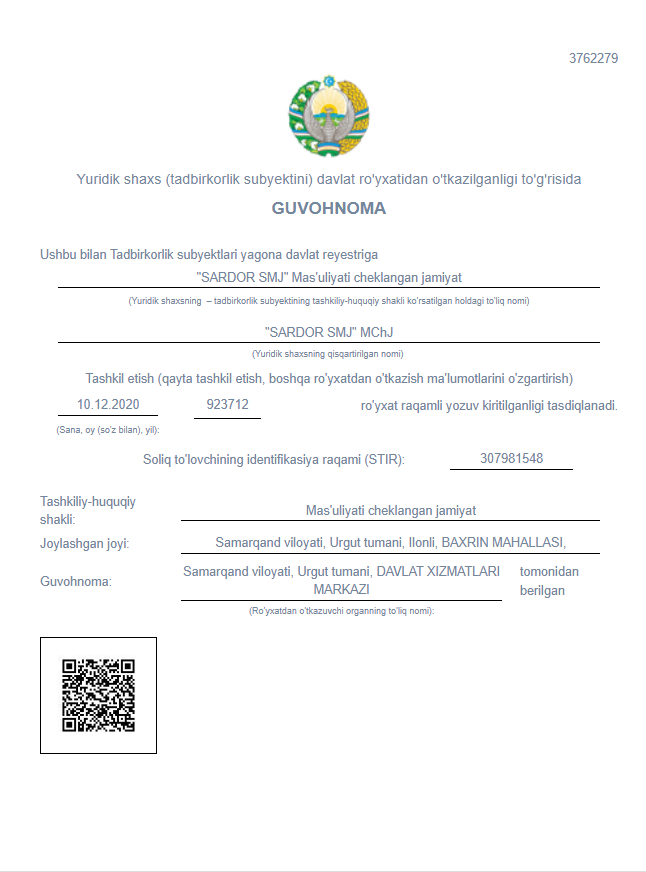 3762279
Yuridik shaxs (tadbirkorlik subyektini) davlat ro'yxatidan o'tkazilganligi to'g'risida
GUVOHNOMA
Ushbu bilan Tadbirkorlik subyektlari yagona davlat reyestriga
"SARDOR SMJ" Mas'uliyati cheklangan jamiyat
(Yuridik shaxsning – tadbirkorlik subyektining tashkiliy-huquqiy shakli ko'rsatilgan holdagi to'liq nomi)
"SARDOR SMJ" MChJ
(Yuridik shaxsning qisqartirilgan nomi)
Tashkil etish (qayta tashkil etish, boshqa ro'yxatdan o'tkazish ma'lumotlarini o'zgartirish)
10.12.2020 923712 ro'yxat raqamli yozuv kiritilganligi tasdiqlanadi.
(Sana, oy (so'z bilan), yil):
Soliq to'lovchining identifikasiya raqami (STIR): 307981548
Tashkiliy-huquqiy
shakli: Mas'uliyati cheklangan jamiyat
Joylashgan joyi: Samarqand viloyati, Urgut tumani, Ilonli, BAXRIN MAHALLASI,
Guvohnoma: Samarqand viloyati, Urgut tumani, DAVLAT XIZMATLARI
MARKAZI
tomonidan
berilgan
(Ro'yxatdan o'tkazuvchi organning to'liq nomi):